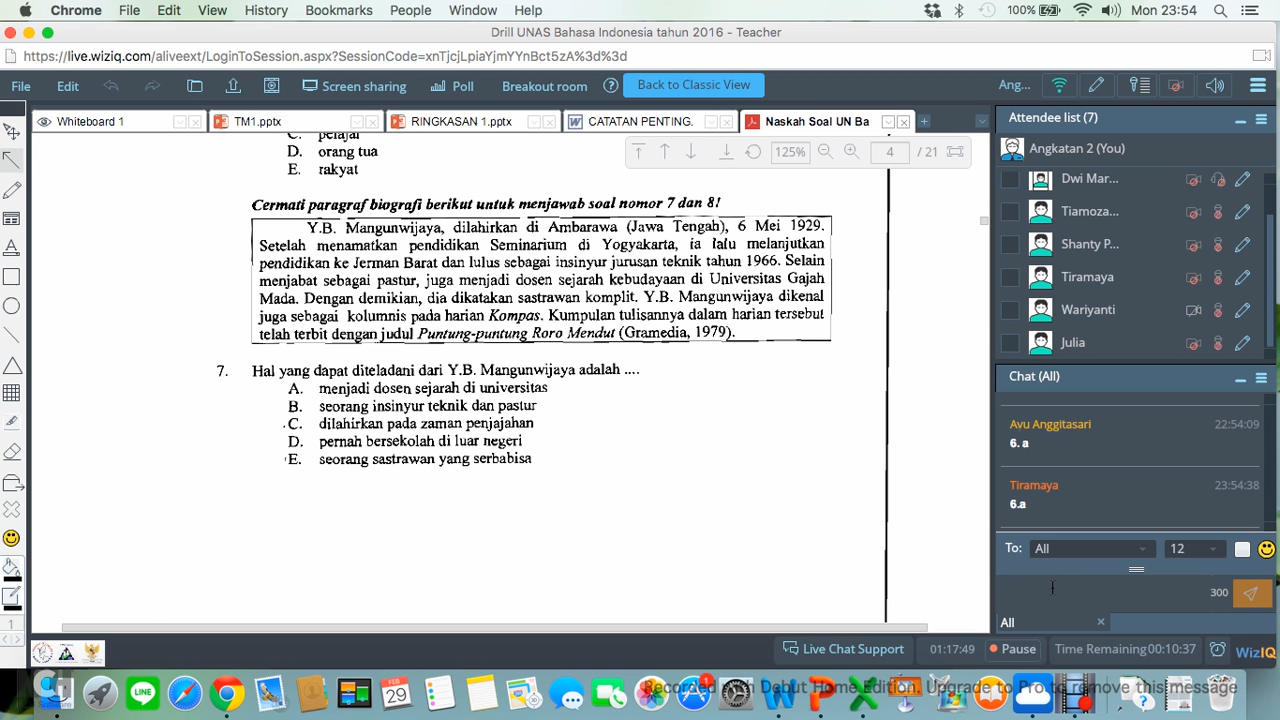 Chrome File Edit View History Bookmarks People Window Help 100% Mon 23:54
Drill UNAS Bahasa Indonesia tahun 2016 - Teacher
https://live.wiziq.com/aliveext/LoginToSession.aspx?SessionCode=xnTjcjLpiaYjmYYnBct5zA%3d%3d
File Edit Screen sharing Poll Breakout room Back to Classic View Ang...
Whiteboard 1 TM1.pptx RINGKASAN 1.pptx CATATAN PENTING. Naskah Soal UN Ba
125% 4 / 21
C. pelajar
D. orang tua
E. rakyat
Cermati paragraf biografi berikut untuk menjawab soal nomor 7 dan 8!
Y.B. Mangunwijaya, dilahirkan di Ambarawa (Jawa Tengah), 6 Mei 1929.
Setelah menamatkan pendidikan Seminarium di Yogyakarta, ia lalu melanjutkan
pendidikan ke Jerman Barat dan lulus sebagai insinyur jurusan teknik tahun 1966. Selain
menjabat sebagai pastur, juga menjadi dosen sejarah kebudayaan di Universitas Gajah
Mada. Dengan demikian, dia dikatakan sastrawan komplit. Y.B. Mangunwijaya dikenal
juga sebagai kolumnis pada harian Kompas. Kumpulan tulisannya dalam harian tersebut
telah terbit dengan judul Puntung-puntung Roro Mendut (Gramedia, 1979).
7. Hal yang dapat diteladani dari Y.B. Mangunwijaya adalah ....
A. menjadi dosen sejarah di universitas
B. seorang insinyur teknik dan pastur
C. dilahirkan pada zaman penjajahan
D. pernah bersekolah di luar negeri
E. seorang sastrawan yang serbabisa
Attendee list (7)
Angkatan 2 (You)
Dwi Mar...
Tiamoza...
Shanty P...
Tiramaya
Wariyanti
Julia
Chat (All)
Avu Anggitasari 22:54:09
6. a
Tiramaya 23:54:38
6.a
To: All 12
300
All
1
Live Chat Support 01:17:49 Pause Time Remaining 00:10:37 WizIQ
FEB
29
LINE
Recorded with Debut Home Edition. Upgrade to Pro to remove this message